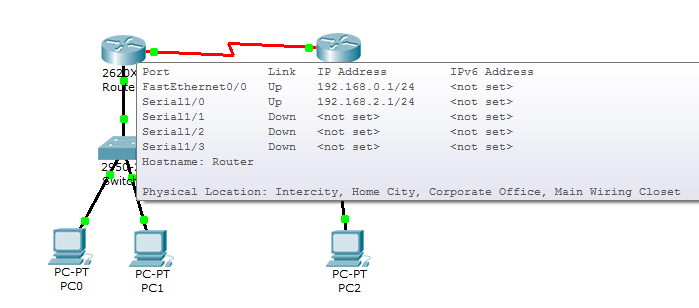 2620X
Router
Port Link IP Address IPv6 Address
FastEthernet0/0 Up 192.168.0.1/24 <not set>
Serial1/0 Up 192.168.2.1/24 <not set>
Serial1/1 Down <not set> <not set>
Serial1/2 Down <not set> <not set>
Serial1/3 Down <not set> <not set>
Hostname: Router
Physical Location: Intercity, Home City, Corporate Office, Main Wiring Closet
2950-
Switc
PC-PT
PC0
PC-PT
PC1
PC-PT
PC2